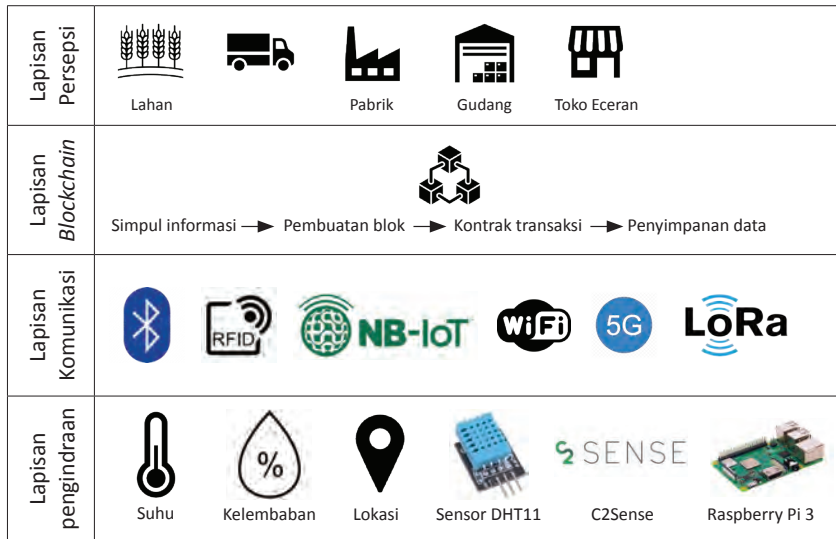 Lapisan
Persepsi
Lahan
Pabrik
Gudang
Toko Eceran
Lapisan
Blockchain
Simpul informasi
Pembuatan blok
Kontrak transaksi
Penyimpanan data
Lapisan
Komunikasi
RFID
NB-IoT
WiFi
5G
LoRa
Lapisan
pengindraan
%
C2SENSE
Suhu
Kelembaban
Lokasi
Sensor DHT11
C2Sense
Raspberry Pi 3